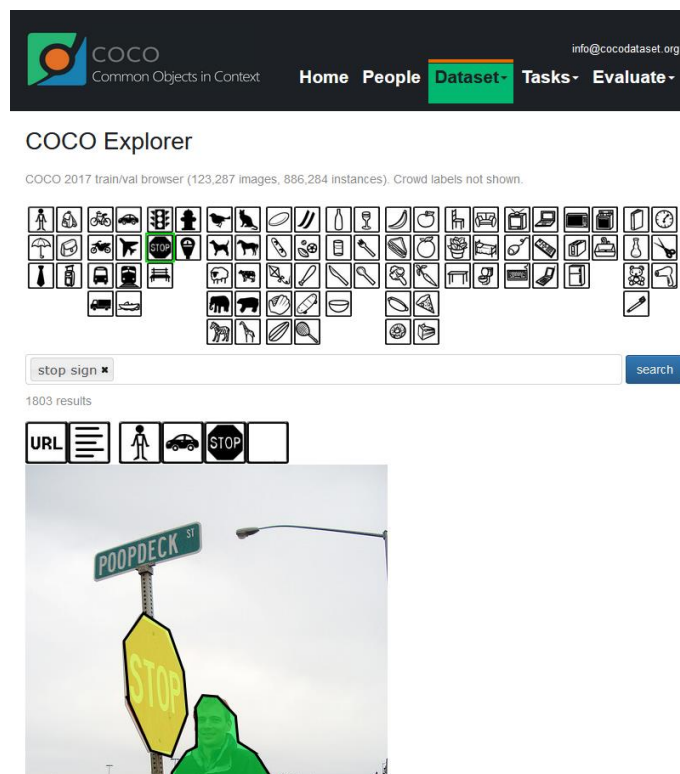 info@cocodataset.org
COCO
Common Objects in Context
Home People Dataset Tasks Evaluate
COCO Explorer
COCO 2017 train/val browser (123,287 images, 886,284 instances). Crowd labels not shown.
STOP
stop sign ✖ search
1803 results
URL STOP
POOPDECK ST
STOP